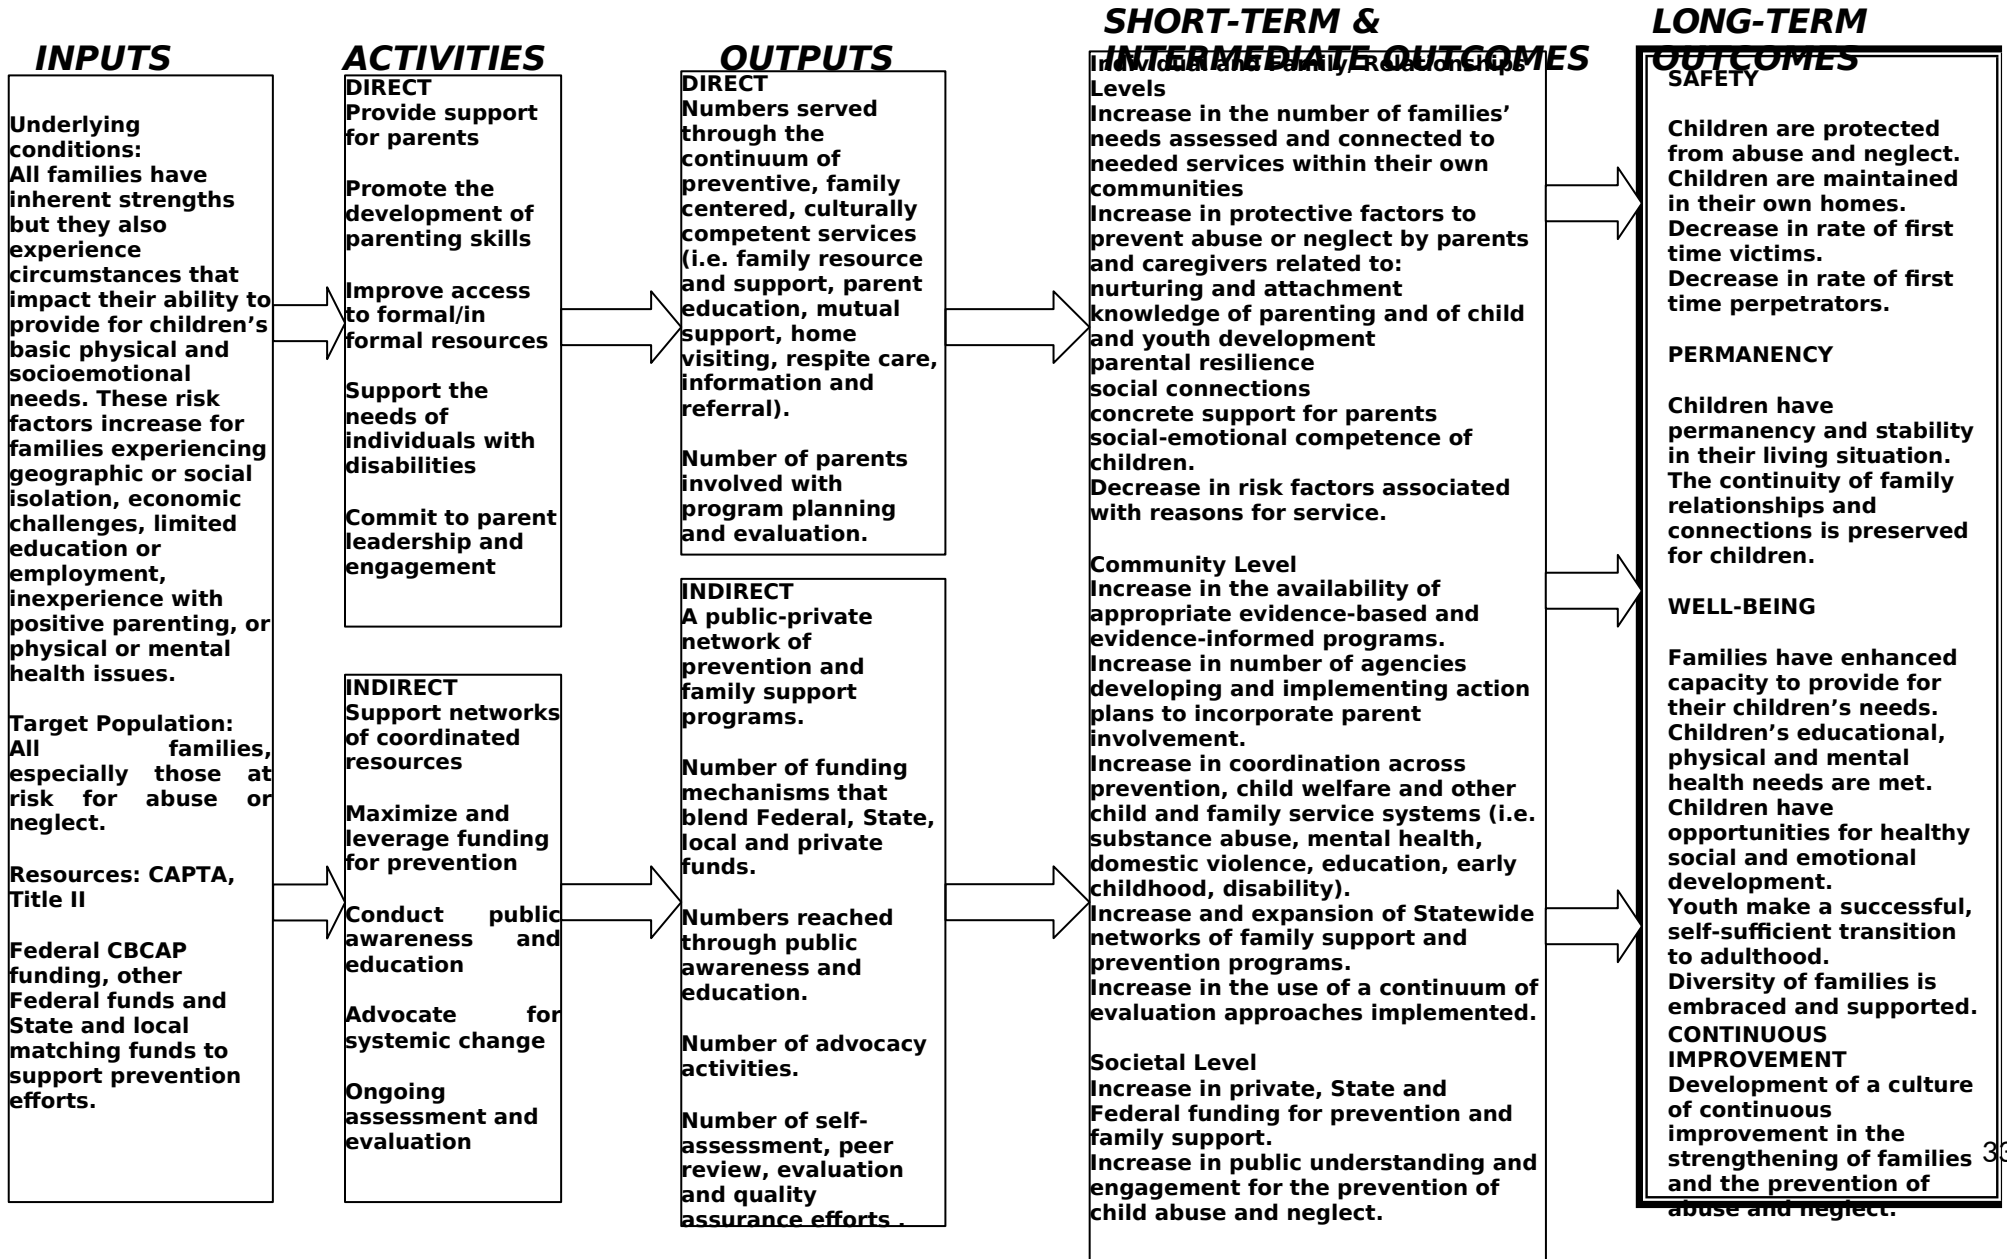 INPUTS
Underlying
conditions:
All families have
inherent strengths
but they also
experience
circumstances that
impact their ability to
provide for children’s
basic physical and
socioemotional
needs. These risk
factors increase for
families experiencing
geographic or social
isolation, economic
challenges, limited
education or
employment,
inexperience with
positive parenting, or
physical or mental
health issues.
Target Population:
All families,
especially those at
risk for abuse or
neglect.
Resources: CAPTA,
Title II
Federal CBCAP
funding, other
Federal funds and
State and local
matching funds to
support prevention
efforts.
ACTIVITIES
DIRECT
Provide support
for parents
Promote the
development of
parenting skills
Improve access
to formal/in
formal resources
Support the
needs of
individuals with
disabilities
Commit to parent
leadership and
engagement
INDIRECT
Support networks
of coordinated
resources
Maximize and
leverage funding
for prevention
Conduct public
awareness and
education
Advocate for
systemic change
Ongoing
assessment and
evaluation
OUTPUTS
DIRECT
Numbers served
through the
continuum of
preventive, family
centered, culturally
competent services
(i.e. family resource
and support, parent
education, mutual
support, home
visiting, respite care,
information and
referral).
Number of parents
involved with
program planning
and evaluation.
INDIRECT
A public-private
network of
prevention and
family support
programs.
Number of funding
mechanisms that
blend Federal, State,
local and private
funds.
Numbers reached
through public
awareness and
education.
Number of advocacy
activities.
Number of self-
assessment, peer
review, evaluation
and quality
assurance efforts .
SHORT-TERM &
INTERMEDIATE OUTCOMES
Individual and Family/ Relationships
Levels
Increase in the number of families’
needs assessed and connected to
needed services within their own
communities
Increase in protective factors to
prevent abuse or neglect by parents
and caregivers related to:
nurturing and attachment
knowledge of parenting and of child
and youth development
parental resilience
social connections
concrete support for parents
social-emotional competence of
children.
Decrease in risk factors associated
with reasons for service.
Community Level
Increase in the availability of
appropriate evidence-based and
evidence-informed programs.
Increase in number of agencies
developing and implementing action
plans to incorporate parent
involvement.
Increase in coordination across
prevention, child welfare and other
child and family service systems (i.e.
substance abuse, mental health,
domestic violence, education, early
childhood, disability).
Increase and expansion of Statewide
networks of family support and
prevention programs.
Increase in the use of a continuum of
evaluation approaches implemented.
Societal Level
Increase in private, State and
Federal funding for prevention and
family support.
Increase in public understanding and
engagement for the prevention of
child abuse and neglect.
LONG-TERM
OUTCOMES
SAFETY
Children are protected
from abuse and neglect.
Children are maintained
in their own homes.
Decrease in rate of first
time victims.
Decrease in rate of first
time perpetrators.
PERMANENCY
Children have
permanency and stability
in their living situation.
The continuity of family
relationships and
connections is preserved
for children.
WELL-BEING
Families have enhanced
capacity to provide for
their children’s needs.
Children’s educational,
physical and mental
health needs are met.
Children have
opportunities for healthy
social and emotional
development.
Youth make a successful,
self-sufficient transition
to adulthood.
Diversity of families is
embraced and supported.
CONTINUOUS
IMPROVEMENT
Development of a culture
of continuous
improvement in the
strengthening of families
and the prevention of
abuse and neglect.
33